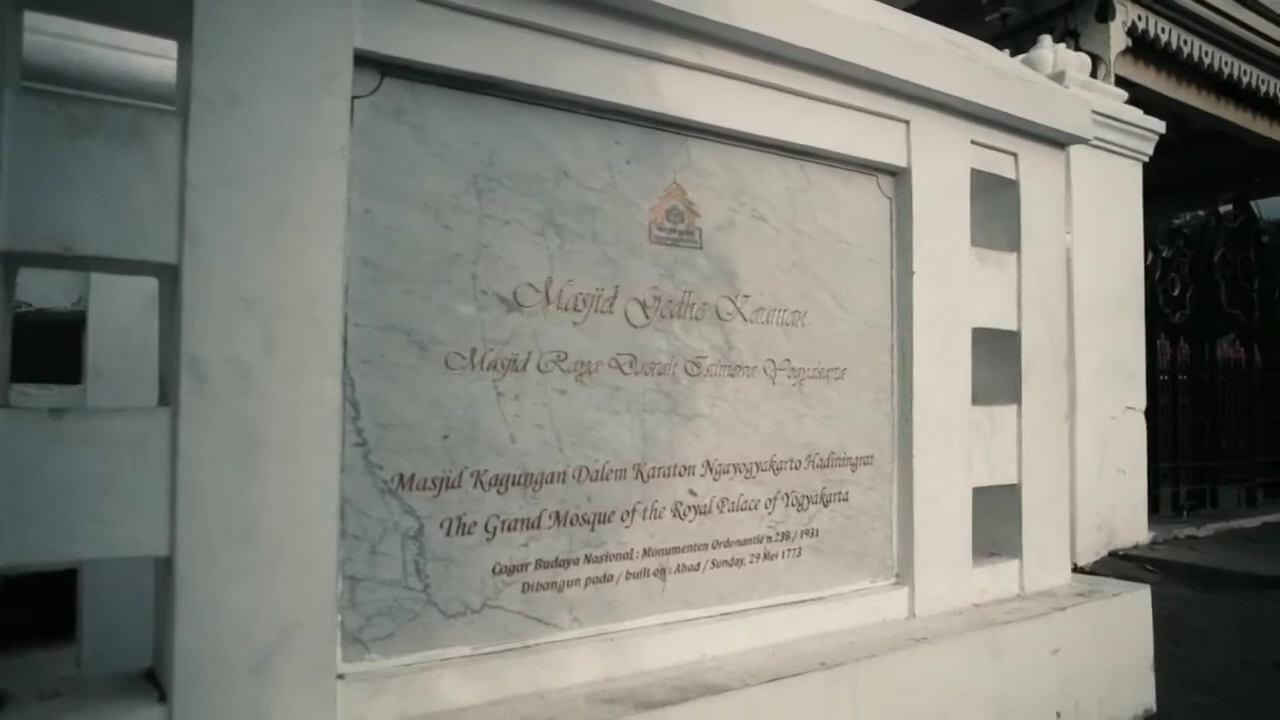 Masjid Gedhe Kauman
Masjid Raya Daerah Istimewa Yogyakarta
Masjid Kagungan Dalem Karaton Ngayogyakarto Hadiningrat
The Grand Mosque of the Royal Palace of Yogyakarta
Cagar Budaya Nasional : Monumenten Ordonantie n.238 / 1931
Dibangun pada / built on : Ahad / Sunday, 29 Mei 1773